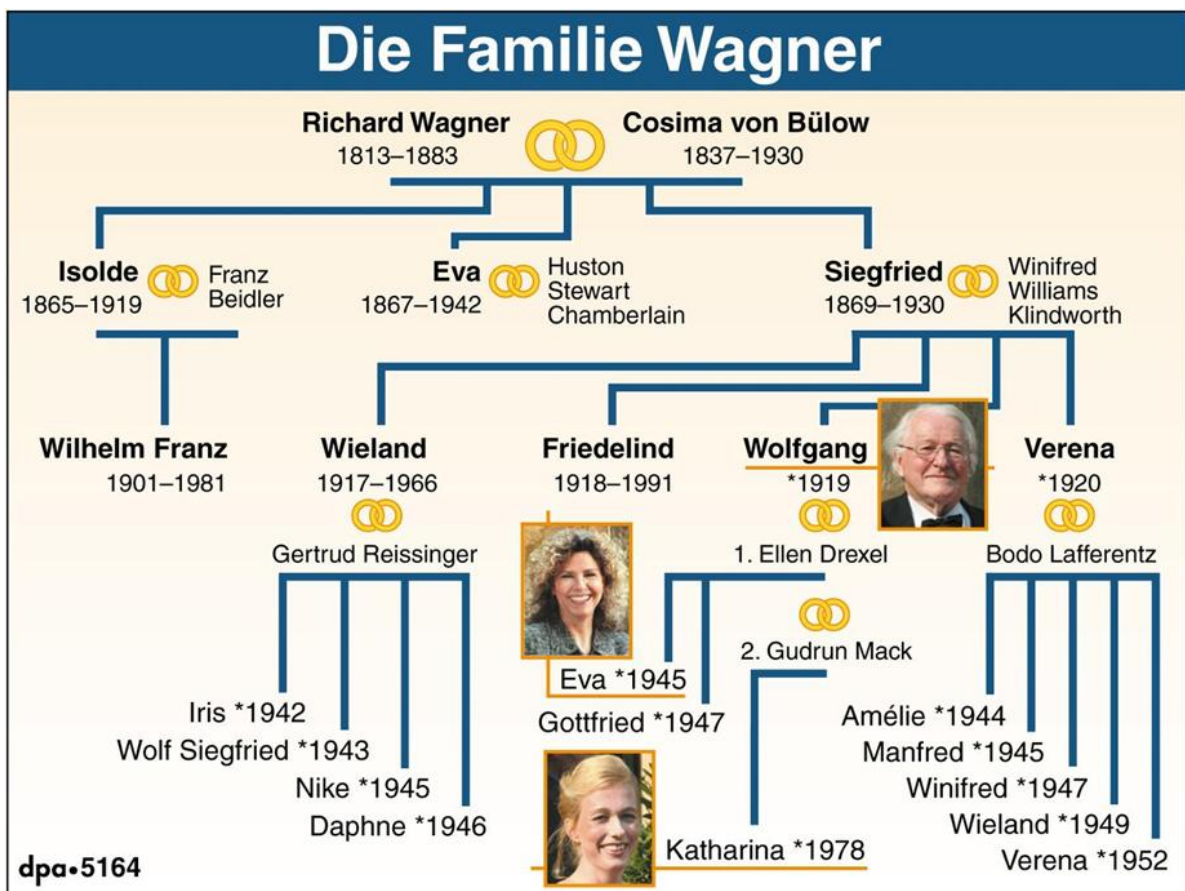 Die Familie Wagner
Richard Wagner
1813–1883
Cosima von Bülow
1837–1930
Isolde
1865–1919
Franz
Beidler
Eva
1867–1942
Huston
Stewart
Chamberlain
Siegfried
1869–1930
Winifred
Williams
Klindworth
Wilhelm Franz
1901–1981
Wieland
1917–1966
Gertrud Reissinger
Friedelind
1918–1991
Wolfgang
*1919
1. Ellen Drexel
2. Gudrun Mack
Verena
*1920
Bodo Lafferentz
Iris *1942
Wolf Siegfried *1943
Nike *1945
Daphne *1946
Eva *1945
Gottfried *1947
Katharina *1978
Amélie *1944
Manfred *1945
Winifred *1947
Wieland *1949
Verena *1952
dpa•5164